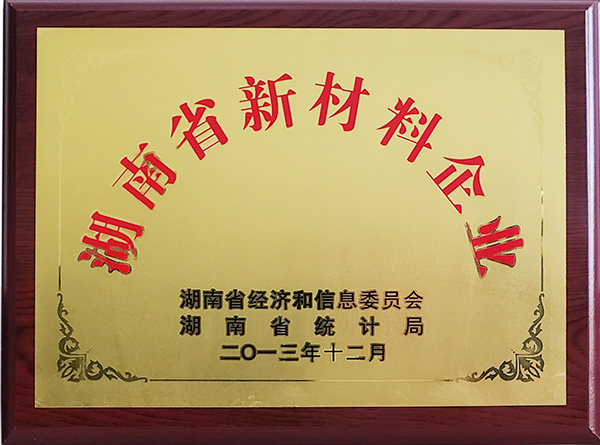 湖南省新材料企业
湖南省经济和信息委员会
湖南省统计局
二〇一三年十二月